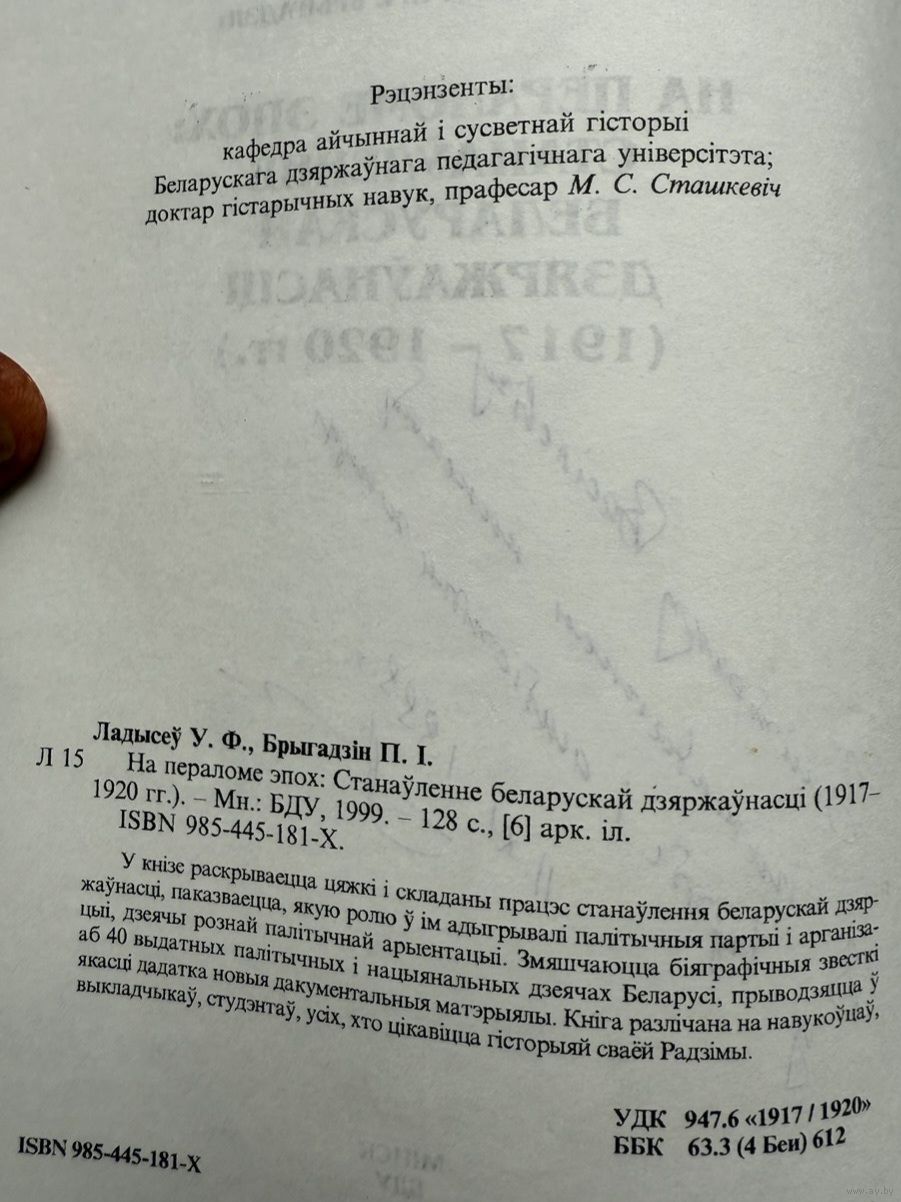 Рэцэнзенты:
кафедра айчыннай і сусветнай гісторыі
Беларускага дзяржаўнага педагагічнага універсітэта;
доктар гістарычных навук, прафесар М. С. Сташкевіч
Ладысеў У. Ф., Брыгадзін П. І.
Л 15 На пераломе эпох: Станаўленне беларускай дзяржаўнасці (1917–
1920 гг.). – Мн.: БДУ, 1999. – 128 с., [6] арк. іл.
ISBN 985-445-181-X.
У кнізе раскрываецца цяжкі і складаны працэс станаўлення беларускай дзяр-
жаўнасці, паказваецца, якую ролю ў ім адыгрывалі палітычныя партыі і арганіза-
цыі, дзеячы рознай палітычнай арыентацыі. Змяшчаюцца біяграфічныя звесткі
аб 40 выдатных палітычных і нацыянальных дзеячах Беларусі, прыводзяцца ў
якасці дадатка новыя дакументальныя матэрыялы. Кніга разлічана на навукоўцаў,
выкладчыкаў, студэнтаў, усіх, хто цікавіцца гісторыяй сваёй Радзімы.
УДК 947.6 «1917 / 1920»
ББК 63.3 (4 Беи) 612
ISBN 985-445-181-X
www.ay.by